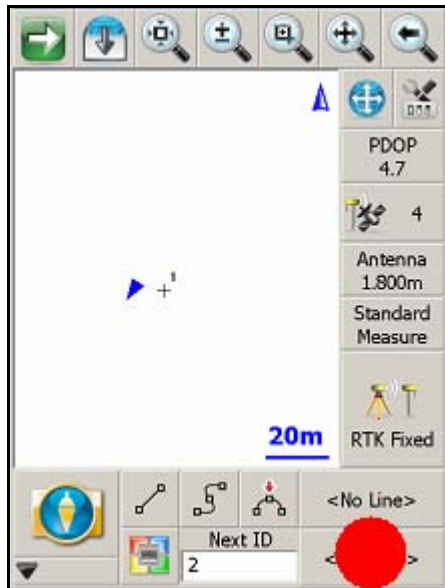 PDOP
4.7
4
Antenna
1.800m
Standard
Measure
1
20m
RTK Fixed
<No Line>
Next ID
2